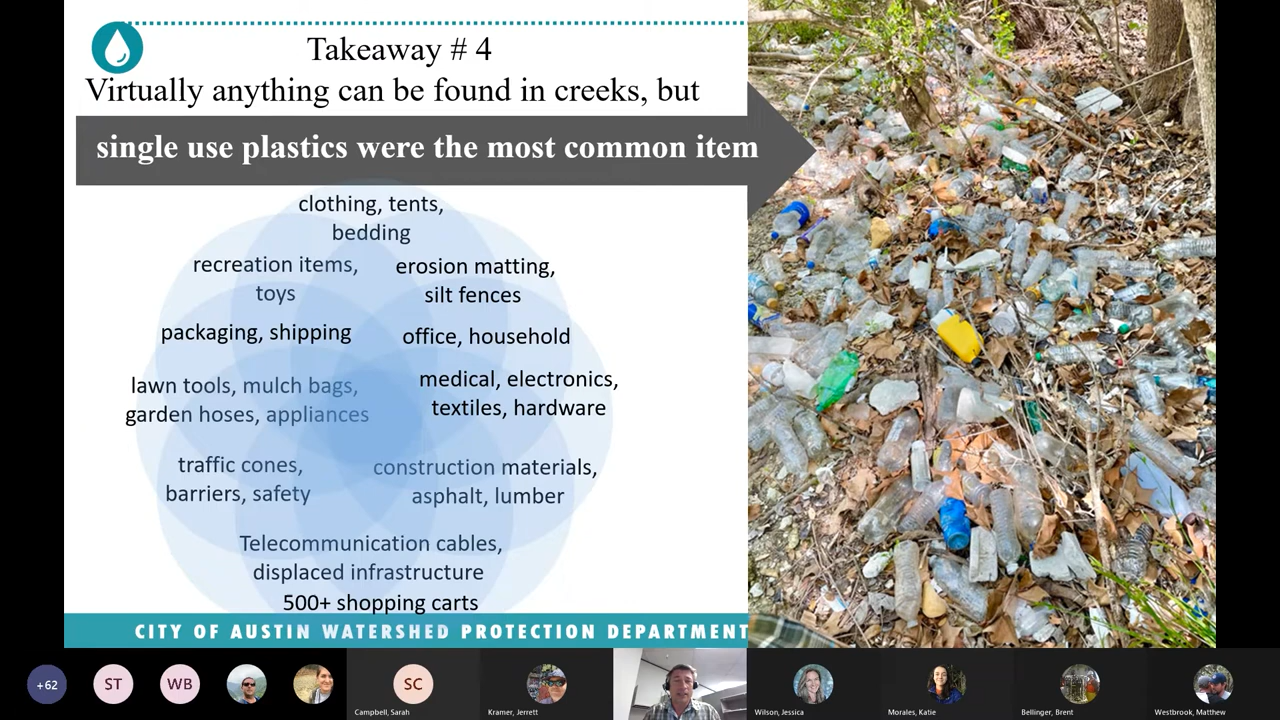 Takeaway # 4
Virtually anything can be found in creeks, but
single use plastics were the most common item
clothing, tents,
bedding
recreation items,
toys
erosion matting,
silt fences
packaging, shipping
office, household
lawn tools, mulch bags,
garden hoses, appliances
medical, electronics,
textiles, hardware
traffic cones,
barriers, safety
construction materials,
asphalt, lumber
Telecommunication cables,
displaced infrastructure
500+ shopping carts
CITY OF AUSTIN WATERSHED PROTECTION DEPARTMENT
+62
ST
WB
SC
Campbell, Sarah
Kramer, Jerrett
Wilson, Jessica
Morales, Katie
Bellinger, Brent
Westbrook, Matthew